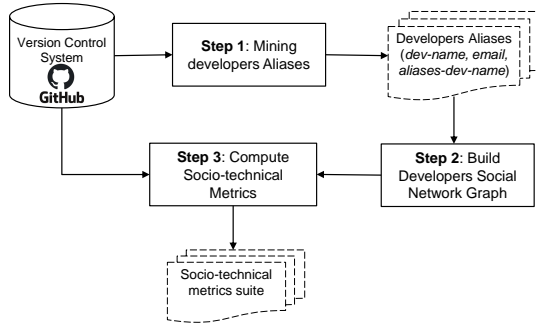 Version Control
System
GitHub
Step 1: Mining
developers Aliases
Developers Aliases
(dev-name, email,
aliases-dev-name)
Step 3: Compute
Socio-technical
Metrics
Step 2: Build
Developers Social
Network Graph
Socio-technical
metrics suite